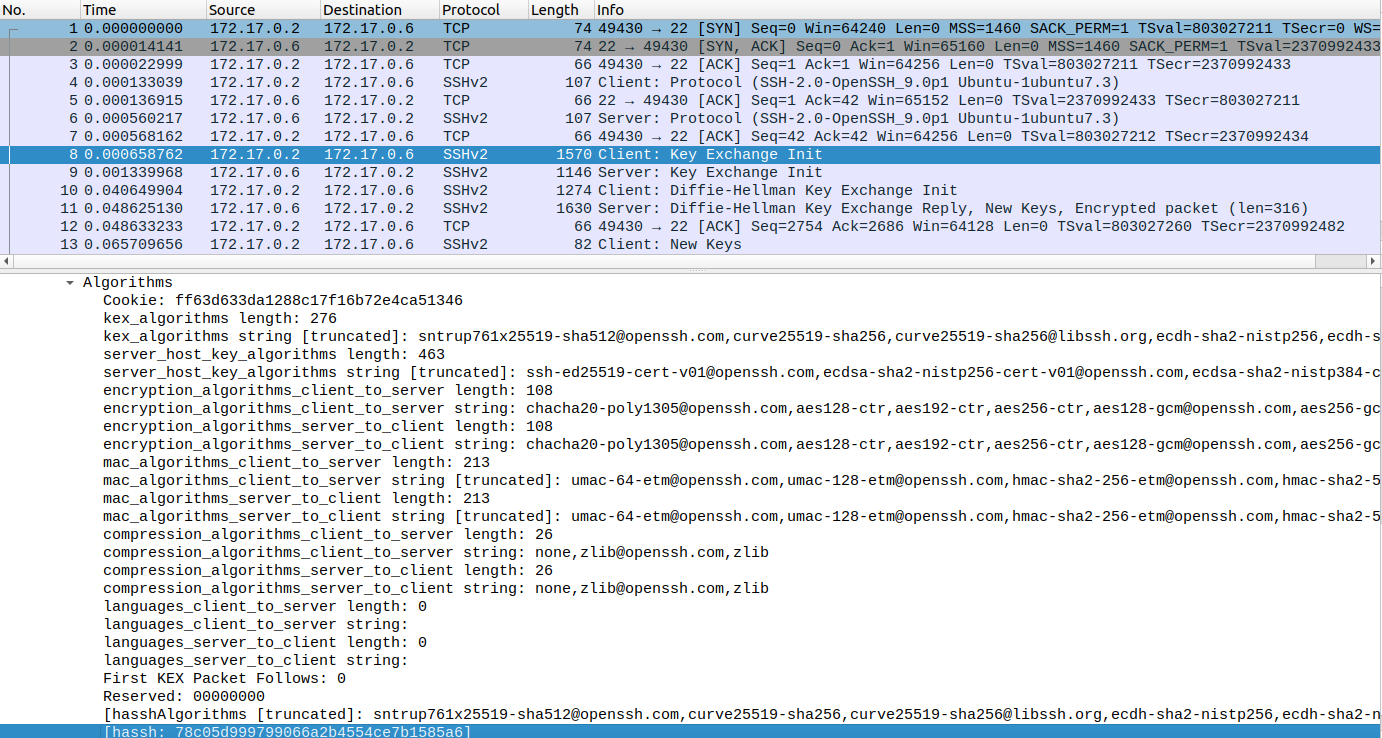 No. Time Source Destination Protocol Length Info
1 0.000000000 172.17.0.2 172.17.0.6 TCP 74 49430 → 22 [SYN] Seq=0 Win=64240 Len=0 MSS=1460 SACK_PERM=1 TSval=803027211 TSecr=0 WS=
2 0.000014141 172.17.0.6 172.17.0.2 TCP 74 22 → 49430 [SYN, ACK] Seq=0 Ack=1 Win=65160 Len=0 MSS=1460 SACK_PERM=1 TSval=2370992433
3 0.000022999 172.17.0.2 172.17.0.6 TCP 66 49430 → 22 [ACK] Seq=1 Ack=1 Win=64256 Len=0 TSval=803027211 TSecr=2370992433
4 0.000133039 172.17.0.2 172.17.0.6 SSHv2 107 Client: Protocol (SSH-2.0-OpenSSH_9.0p1 Ubuntu-1ubuntu7.3)
5 0.000136915 172.17.0.6 172.17.0.2 TCP 66 22 → 49430 [ACK] Seq=1 Ack=42 Win=65152 Len=0 TSval=2370992433 TSecr=803027211
6 0.000560217 172.17.0.6 172.17.0.2 SSHv2 107 Server: Protocol (SSH-2.0-OpenSSH_9.0p1 Ubuntu-1ubuntu7.3)
7 0.000568162 172.17.0.2 172.17.0.6 TCP 66 49430 → 22 [ACK] Seq=42 Ack=42 Win=64256 Len=0 TSval=803027212 TSecr=2370992434
8 0.000658762 172.17.0.2 172.17.0.6 SSHv2 1570 Client: Key Exchange Init
9 0.001339968 172.17.0.6 172.17.0.2 SSHv2 1146 Server: Key Exchange Init
10 0.040649904 172.17.0.2 172.17.0.6 SSHv2 1274 Client: Diffie-Hellman Key Exchange Init
11 0.048625130 172.17.0.6 172.17.0.2 SSHv2 1630 Server: Diffie-Hellman Key Exchange Reply, New Keys, Encrypted packet (len=316)
12 0.048633233 172.17.0.2 172.17.0.6 TCP 66 49430 → 22 [ACK] Seq=2754 Ack=2686 Win=64128 Len=0 TSval=803027260 TSecr=2370992482
13 0.065709656 172.17.0.2 172.17.0.6 SSHv2 82 Client: New Keys
Algorithms
Cookie: ff63d633da1288c17f16b72e4ca51346
kex_algorithms length: 276
kex_algorithms string [truncated]: sntrup761x25519-sha512@openssh.com,curve25519-sha256,curve25519-sha256@libssh.org,ecdh-sha2-nistp256,ecdh-s
server_host_key_algorithms length: 463
server_host_key_algorithms string [truncated]: ssh-ed25519-cert-v01@openssh.com,ecdsa-sha2-nistp256-cert-v01@openssh.com,ecdsa-sha2-nistp384-c
encryption_algorithms_client_to_server length: 108
encryption_algorithms_client_to_server string: chacha20-poly1305@openssh.com,aes128-ctr,aes192-ctr,aes256-ctr,aes128-gcm@openssh.com,aes256-gc
encryption_algorithms_server_to_client length: 108
encryption_algorithms_server_to_client string: chacha20-poly1305@openssh.com,aes128-ctr,aes192-ctr,aes256-ctr,aes128-gcm@openssh.com,aes256-gc
mac_algorithms_client_to_server length: 213
mac_algorithms_client_to_server string [truncated]: umac-64-etm@openssh.com,umac-128-etm@openssh.com,hmac-sha2-256-etm@openssh.com,hmac-sha2-5
mac_algorithms_server_to_client length: 213
mac_algorithms_server_to_client string [truncated]: umac-64-etm@openssh.com,umac-128-etm@openssh.com,hmac-sha2-256-etm@openssh.com,hmac-sha2-5
compression_algorithms_client_to_server length: 26
compression_algorithms_client_to_server string: none,zlib@openssh.com,zlib
compression_algorithms_server_to_client length: 26
compression_algorithms_server_to_client string: none,zlib@openssh.com,zlib
languages_client_to_server length: 0
languages_client_to_server string:
languages_server_to_client length: 0
languages_server_to_client string:
First KEX Packet Follows: 0
Reserved: 00000000
[hasshAlgorithms [truncated]: sntrup761x25519-sha512@openssh.com,curve25519-sha256,curve25519-sha256@libssh.org,ecdh-sha2-nistp256,ecdh-sha2-n
[hassh: 78c05d999799066a2b4554ce7b1585a6]